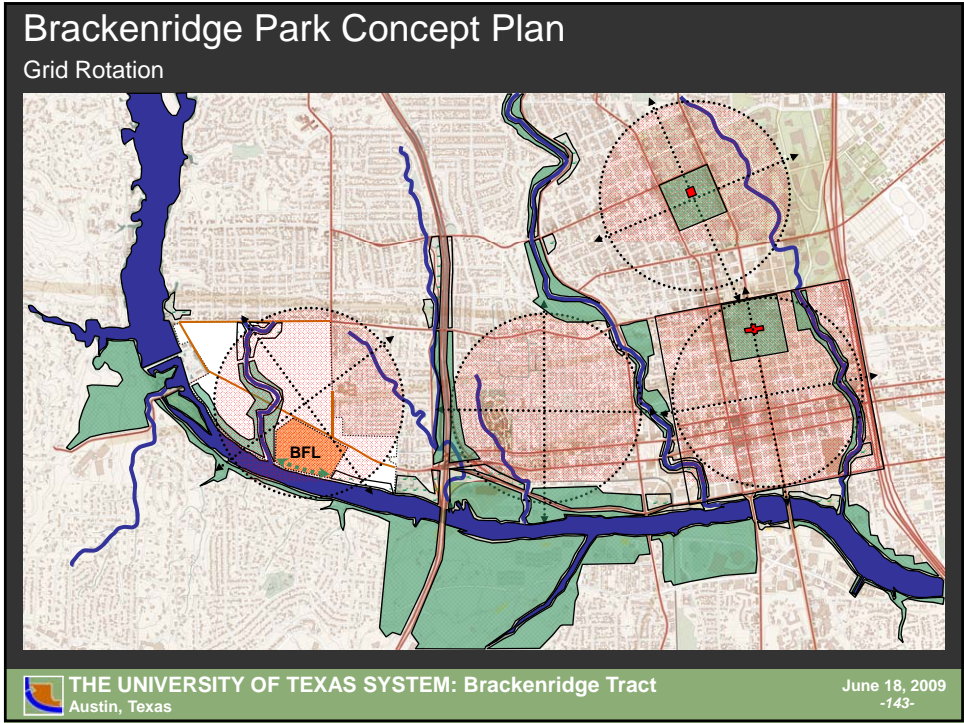 Brackenridge Park Concept Plan
Grid Rotation
BFL
THE UNIVERSITY OF TEXAS SYSTEM: Brackenridge Tract
Austin, Texas
June 18, 2009
-143-